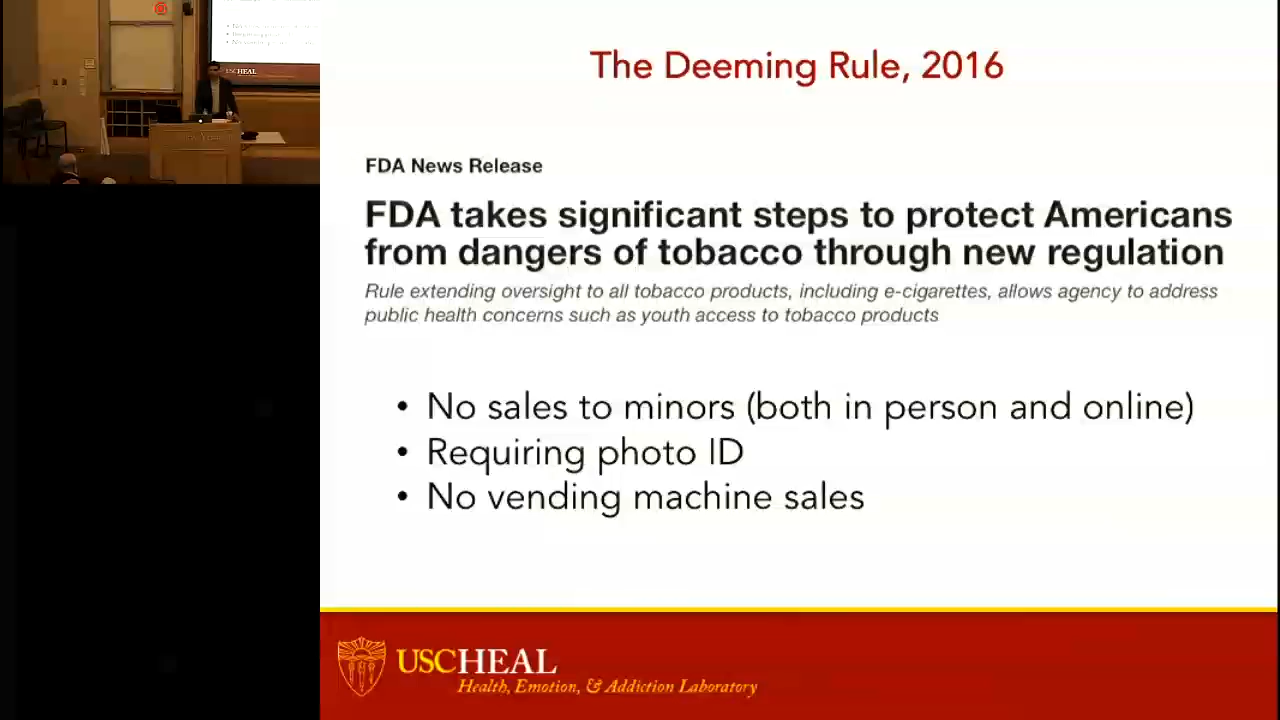 The Deeming Rule, 2016
FDA News Release
FDA takes significant steps to protect Americans
from dangers of tobacco through new regulation
Rule extending oversight to all tobacco products, including e-cigarettes, allows agency to address
public health concerns such as youth access to tobacco products
• No sales to minors (both in person and online)
• Requiring photo ID
• No vending machine sales
USCHEAL
Health, Emotion, & Addiction Laboratory